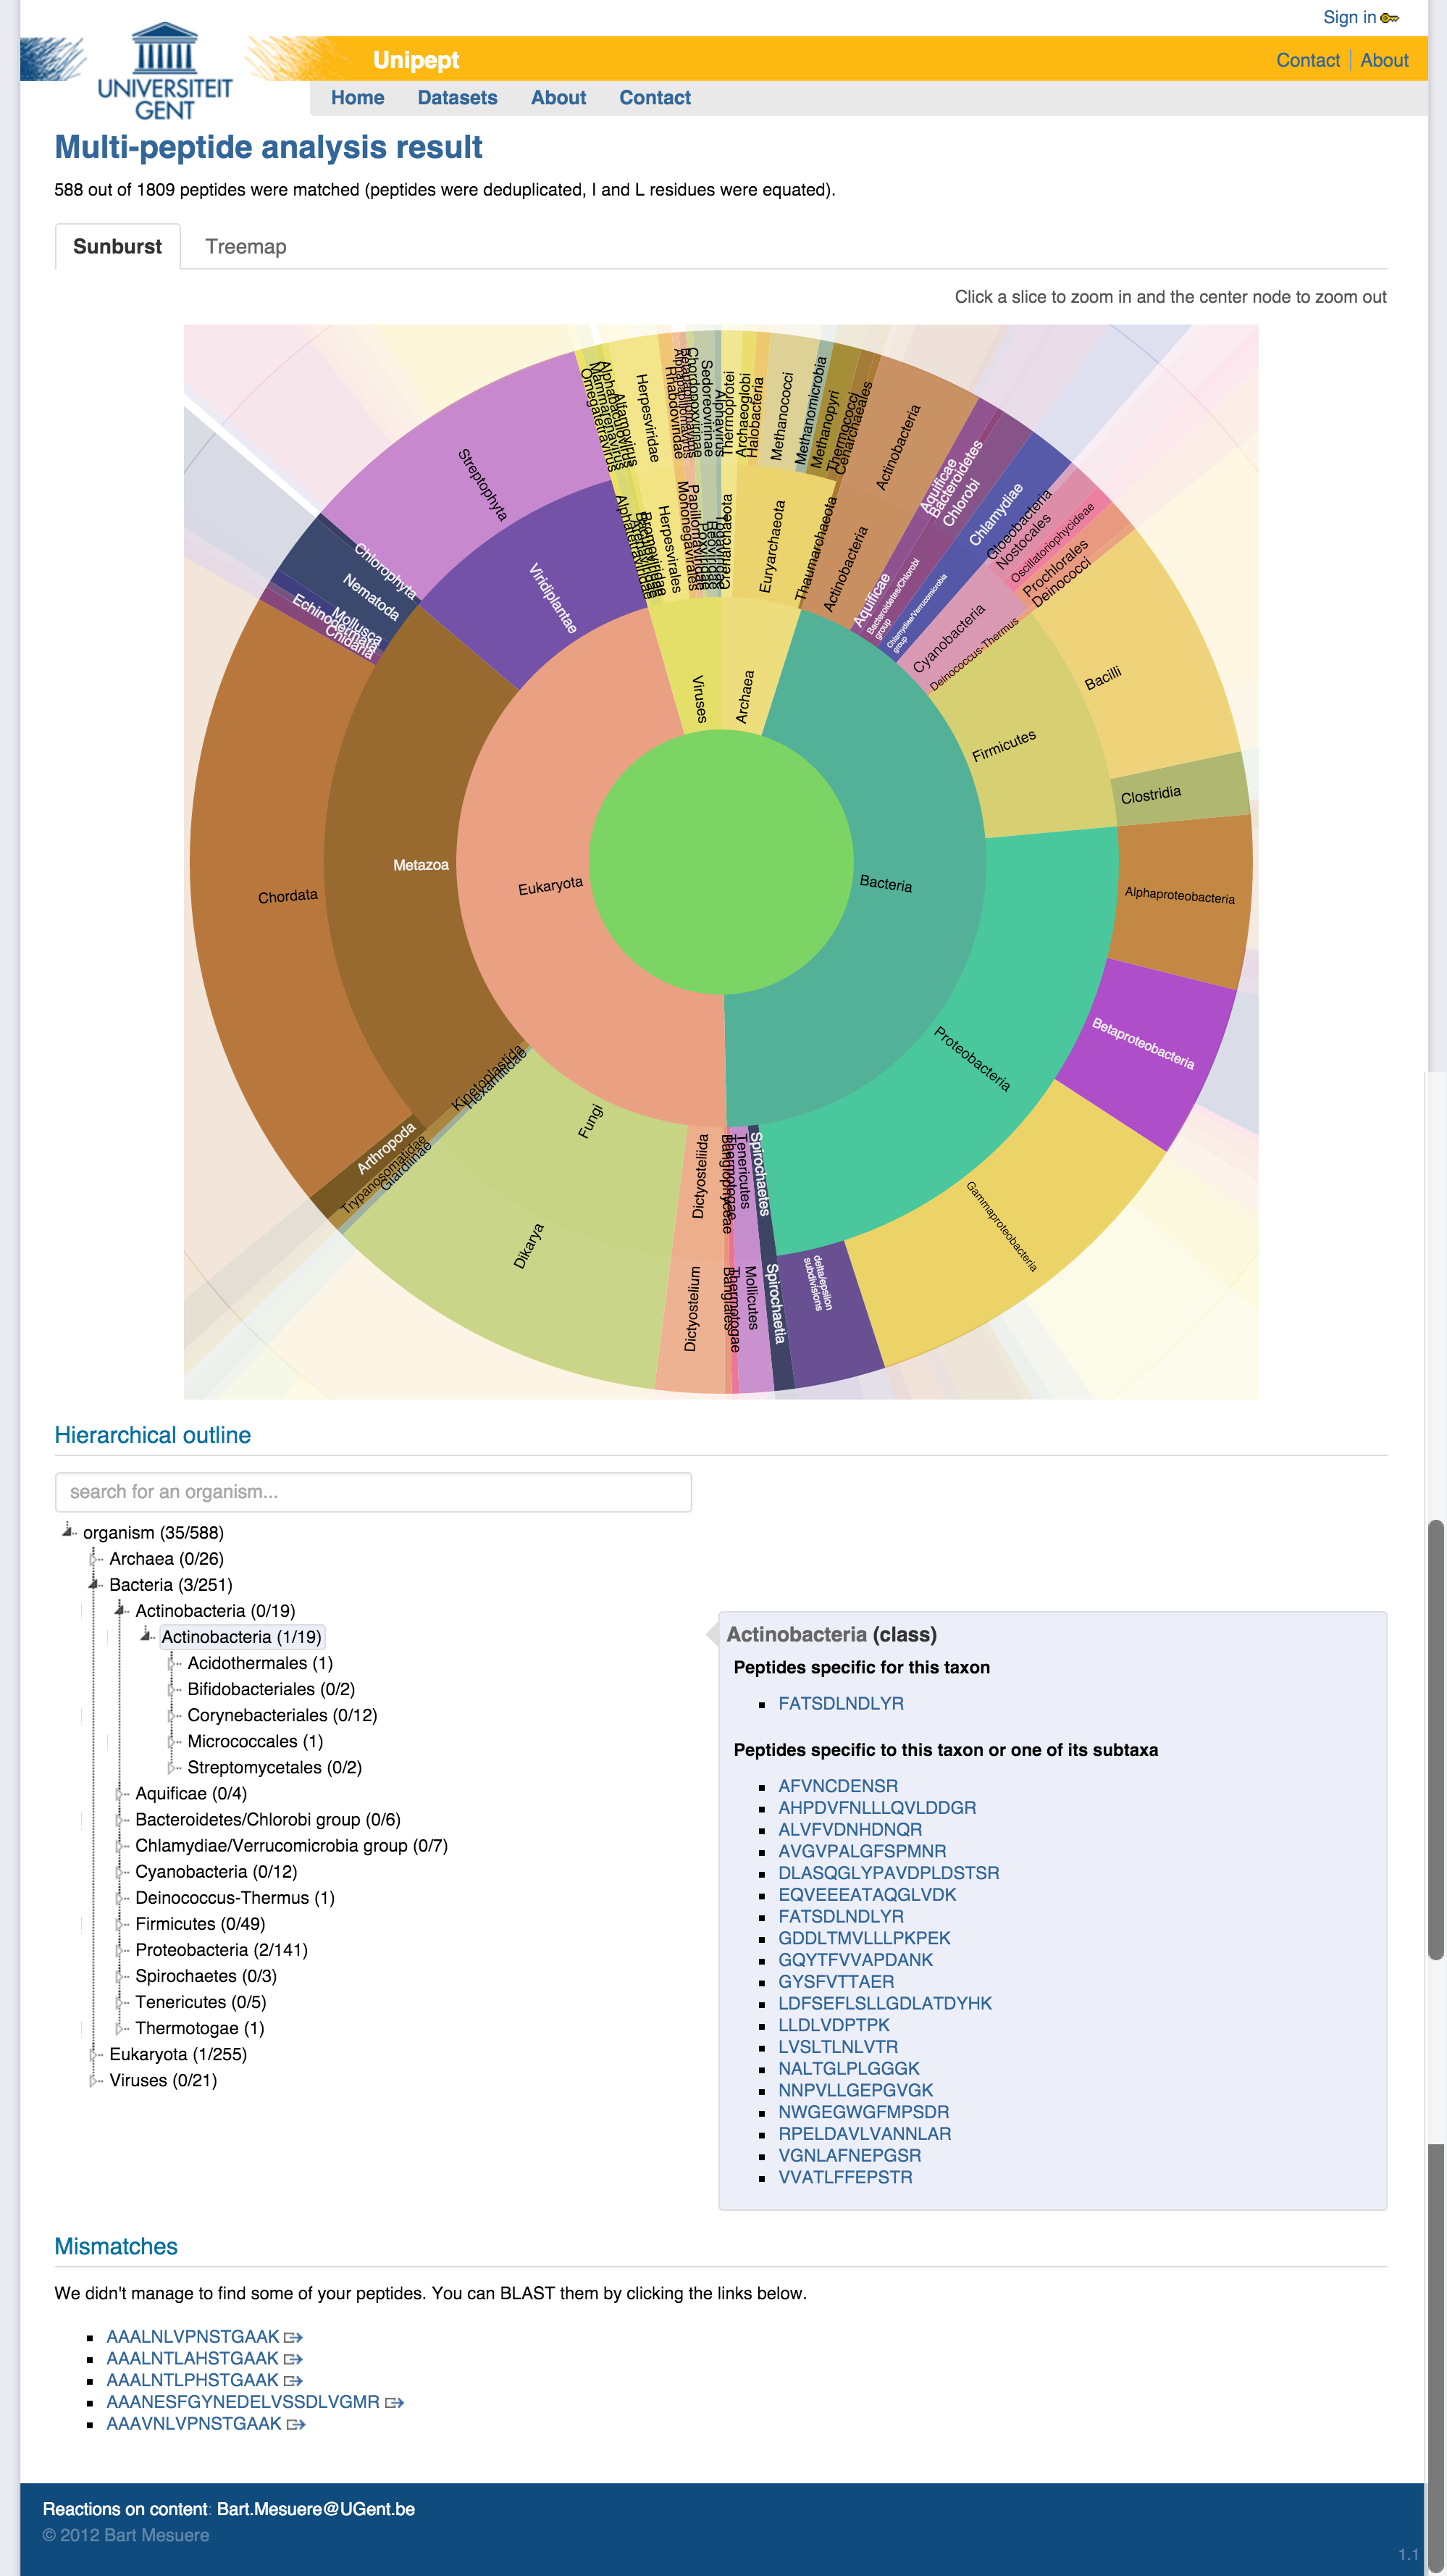 Sign in
UNIVERSITEIT
GENT
Unipept
Contact
About
Home
Datasets
About
Contact
Multi-peptide analysis result
588 out of 1809 peptides were matched (peptides were deduplicated, I and L residues were equated).
Sunburst
Treemap
Click a slice to zoom in and the center node to zoom out
Viruses
Archaea
Bacteria
Eukaryota
Crenarchaeota
Euryarchaeota
Thaumarchaeota
Actinobacteria
Aquificae
Bacteroidetes/Chlorobi
group
Chlamydiae/Verrucomicrobia
group
Cyanobacteria
Deinococcus-Thermus
Firmicutes
Proteobacteria
Spirochaetes
Tenericutes
Thermotogae
Bangiophyceae
Dictyosteliida
Fungi
Hexamitidae
Kinetoplastida
Metazoa
Viridiplantae
Herpesvirales
Mononegavirales
Papillomaviridae
Thermoprotei
Archaeoglobi
Halobacteria
Methanococci
Methanomicrobia
Methanopyri
Thermococci
Cenarchaeales
Actinobacteria
Aquificae
Bacteroidetes
Chlorobi
Chlamydiae
Gloeobacteria
Nostocales
Oscillatoriophycideae
Prochlorales
Deinococci
Bacilli
Clostridia
Alphaproteobacteria
Betaproteobacteria
Gammaproteobacteria
delta/epsilon
subdivisions
Spirochaetia
Mollicutes
Thermotogae
Bangiales
Dictyostelium
Dikarya
Giardiinae
Trypanosomatidae
Arthropoda
Chordata
Cnidaria
Echinodermata
Mollusca
Nematoda
Chlorophyta
Streptophyta
Omegatetravirus
Mammarenavirus
Alfamovirus
Herpesviridae
Rhabdoviridae
Chordopoxvirinae
Sedoreovirinae
Alphavirus
Hierarchical outline
search for an organism...
organism (35/588)
Archaea (0/26)
Bacteria (3/251)
Actinobacteria (0/19)
Actinobacteria (1/19)
Acidothermales (1)
Bifidobacteriales (0/2)
Corynebacteriales (0/12)
Micrococcales (1)
Streptomycetales (0/2)
Aquificae (0/4)
Bacteroidetes/Chlorobi group (0/6)
Chlamydiae/Verrucomicrobia group (0/7)
Cyanobacteria (0/12)
Deinococcus-Thermus (1)
Firmicutes (0/49)
Proteobacteria (2/141)
Spirochaetes (0/3)
Tenericutes (0/5)
Thermotogae (1)
Eukaryota (1/255)
Viruses (0/21)
Actinobacteria (class)
Peptides specific for this taxon
FATSDLNDLYR
Peptides specific to this taxon or one of its subtaxa
AFVNCDENSR
AHPDVFNLLLQVLDDGR
ALVFVDNHDNQR
AVGVPALGFSPMNR
DLASQGLYPAVDPLDSTSR
EQVEEEATAQGLVDK
FATSDLNDLYR
GDDLTMVLLLPKPEK
GQYTFVVAPDANK
GYSFVTTAER
LDFSEFLSLLGDLATDYHK
LLDLVDPTPK
LVSLTLNLVTR
NALTGLPLGGGK
NNPVLLGEPGVGK
NWGEGWGFMPSDR
RPELDAVLVANNLAR
VGNLAFNEPGSR
VVATLFFEPSTR
Mismatches
We didn't manage to find some of your peptides. You can BLAST them by clicking the links below.
AAALNLVPNSTGAAK
AAALNTLAHSTGAAK
AAALNTLPHSTGAAK
AAANESFGYNEDELVSSDLVGMR
AAAVNLVPNSTGAAK
Reactions on content: Bart.Mesuere@UGent.be
© 2012 Bart Mesuere
1.1